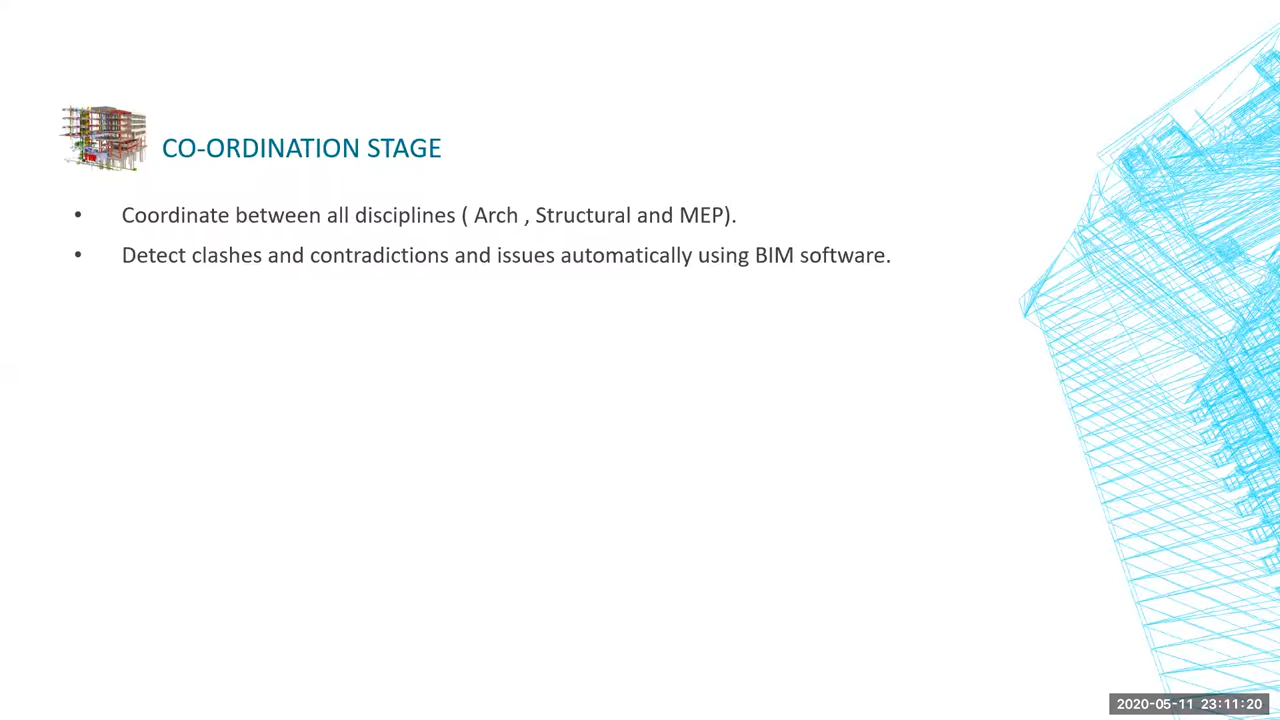 CO-ORDINATION STAGE
• Coordinate between all disciplines ( Arch , Structural and MEP).
• Detect clashes and contradictions and issues automatically using BIM software.
2020-05-11 23:11:20